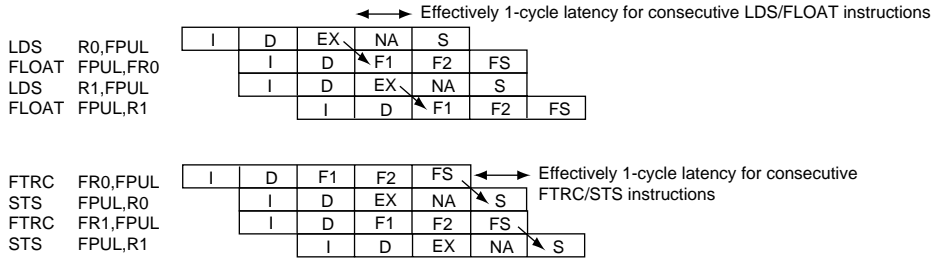 Effectively 1-cycle latency for consecutive LDS/FLOAT instructions
LDS R0,FPUL I D EX NA S
FLOAT FPUL,FR0 I D F1 F2 FS
LDS R1,FPUL I D EX NA S
FLOAT FPUL,R1 I D F1 F2 FS
FTRC FR0,FPUL I D F1 F2 FS Effectively 1-cycle latency for consecutive
FTRC/STS instructions
STS FPUL,R0 I D EX NA S
FTRC FR1,FPUL I D F1 F2 FS
STS FPUL,R1 I D EX NA S